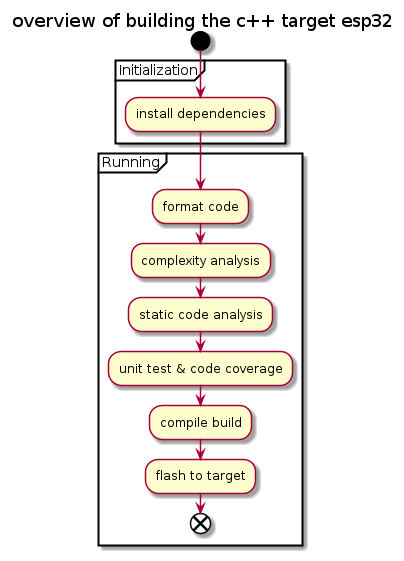 overview of building the c++ target esp32
Initialization
install dependencies
Running
format code
complexity analysis
static code analysis
unit test & code coverage
compile build
flash to target